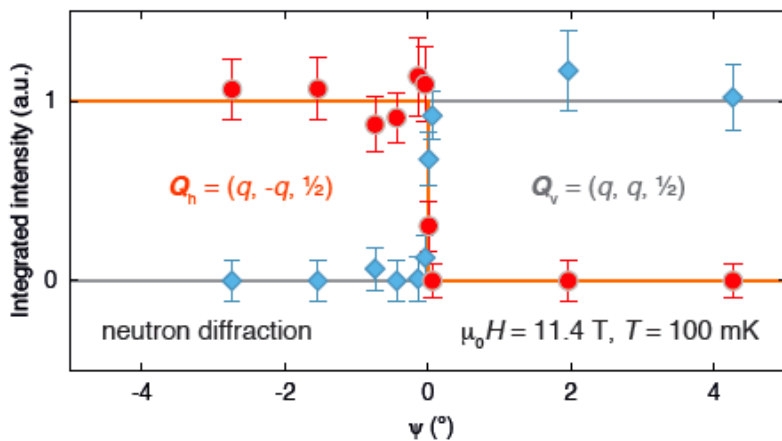 Integrated intensity (a.u.)
1
0
Qₕ = (q, -q, ½)
Qᵥ = (q, q, ½)
neutron diffraction
μ₀H = 11.4 T, T = 100 mK
-4 -2 0 2 4
ψ (°)